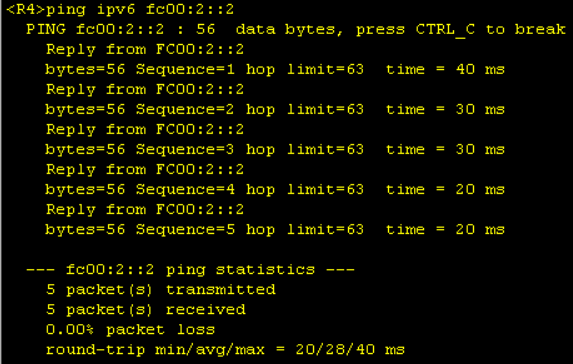 <R4>ping ipv6 fc00:2::2
PING fc00:2::2 : 56  data bytes, press CTRL_C to break
Reply from FC00:2::2
bytes=56 Sequence=1 hop limit=63  time = 40 ms
Reply from FC00:2::2
bytes=56 Sequence=2 hop limit=63  time = 30 ms
Reply from FC00:2::2
bytes=56 Sequence=3 hop limit=63  time = 30 ms
Reply from FC00:2::2
bytes=56 Sequence=4 hop limit=63  time = 20 ms
Reply from FC00:2::2
bytes=56 Sequence=5 hop limit=63  time = 20 ms
--- fc00:2::2 ping statistics ---
5 packet(s) transmitted
5 packet(s) received
0.00% packet loss
round-trip min/avg/max = 20/28/40 ms